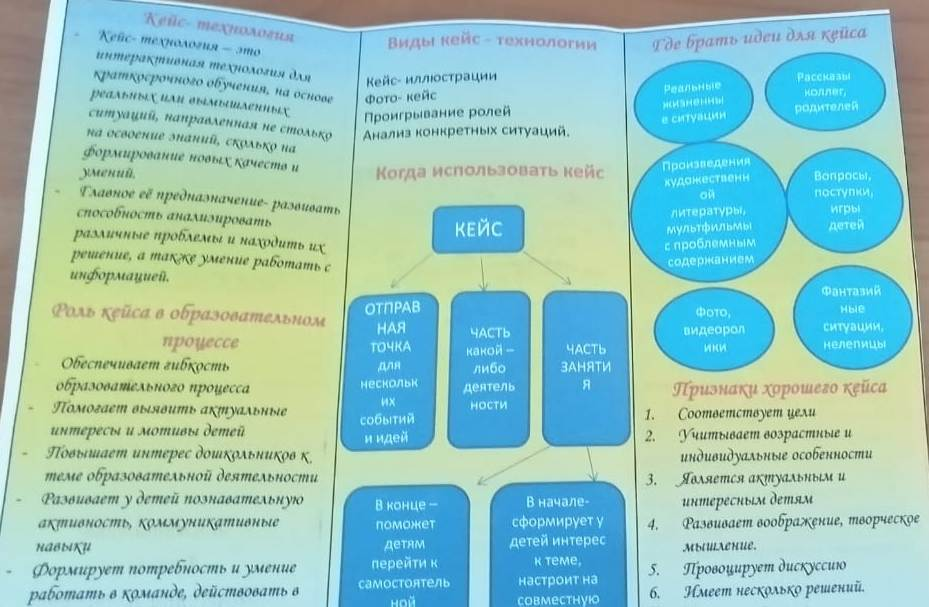 Кейс- технология
- Кейс- технология – это
интерактивная технология для
краткосрочного обучения, на основе
реальных или вымышленных
ситуаций, направленная не столько
на освоение знаний, сколько на
формирование новых качеств и
умений.
- Главное её предназначение- развивать
способность анализировать
различные проблемы и находить их
решение, а также умение работать с
информацией.
Роль кейса в образовательном
процессе
- Обеспечивает гибкость
образовательного процесса
- Помогает выявить актуальные
интересы и мотивы детей
- Повышает интерес дошкольников к
теме образовательной деятельности
- Развивает у детей познавательную
активность, коммуникативные
навыки
- Формирует потребность и умение
работать в команде, действовать в
Виды кейс - технологии
Кейс- иллюстрации
Фото- кейс
Проигрывание ролей
Анализ конкретных ситуаций.
Когда использовать кейс
КЕЙС
ОТПРАВ
НАЯ
ТОЧКА
для
нескольк
их
событий
и идей
ЧАСТЬ
какой –
либо
деятель
ности
ЧАСТЬ
ЗАНЯТИ
Я
В конце –
поможет
детям
перейти к
самостоятель
ной
В начале-
сформирует у
детей интерес
к теме,
настроит на
совместную
Где брать идеи для кейса
Реальные
жизненны
е ситуации
Рассказы
коллег,
родителей
Произведения
художественн
ой
литературы,
мультфильмы
с проблемным
содержанием
Вопросы,
поступки,
игры
детей
Фото,
видеорол
ики
Фантазий
ные
ситуации,
нелепицы
Признаки хорошего кейса
1. Соответствует цели
2. Учитывает возрастные и
индивидуальные особенности
3. Является актуальным и
интересным детям
4. Развивает воображение, творческое
мышление.
5. Провоцирует дискуссию
6. Имеет несколько решений.